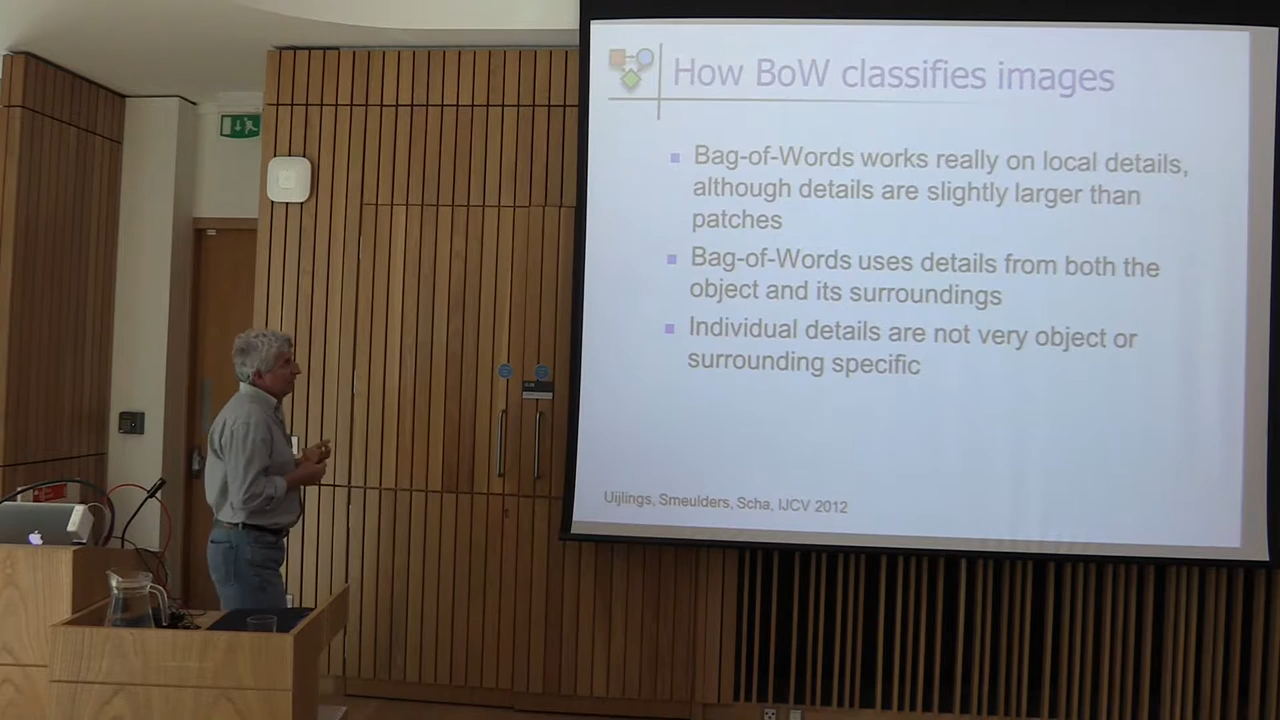 How BoW classifies images
Bag-of-Words works really on local details,
although details are slightly larger than
patches
Bag-of-Words uses details from both the
object and its surroundings
Individual details are not very object or
surrounding specific
Uijlings, Smeulders, Scha, IJCV 2012